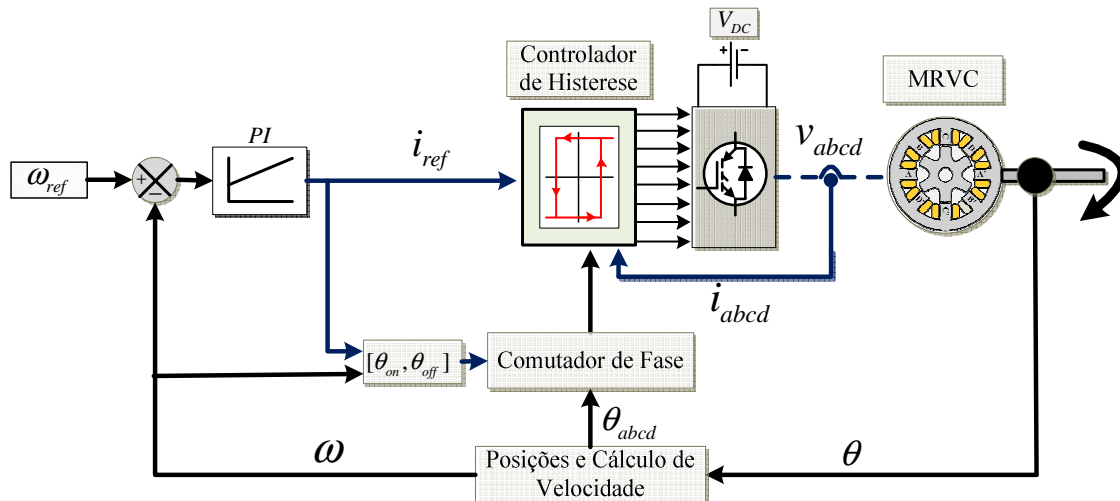 V_DC
+ −
Controlador
de Histerese
MRVC
PI
i_ref
v_abcd
ω_ref
+
−
i_abcd
[θ_on, θ_off]
Comutador de Fase
θ_abcd
ω
Posições e Cálculo de
Velocidade
θ